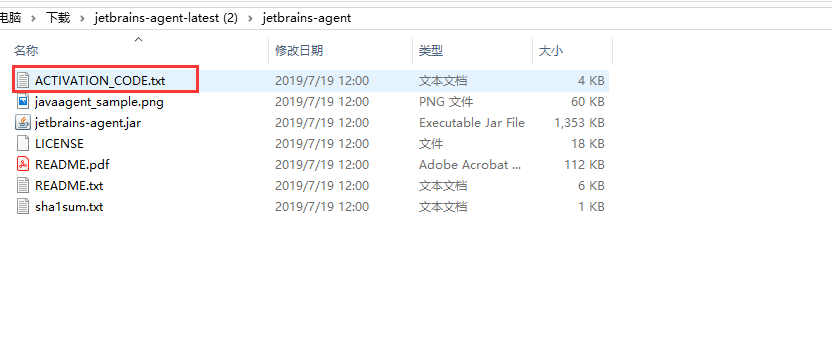 电脑 > 下载 > jetbrains-agent-latest (2) > jetbrains-agent
名称 修改日期 类型 大小
ACTIVATION_CODE.txt 2019/7/19 12:00 文本文档 4 KB
javaagent_sample.png 2019/7/19 12:00 PNG 文件 60 KB
jetbrains-agent.jar 2019/7/19 12:00 Executable Jar File 1,353 KB
LICENSE 2019/7/19 12:00 文件 18 KB
README.pdf 2019/7/19 12:00 Adobe Acrobat ... 112 KB
README.txt 2019/7/19 12:00 文本文档 6 KB
sha1sum.txt 2019/7/19 12:00 文本文档 1 KB